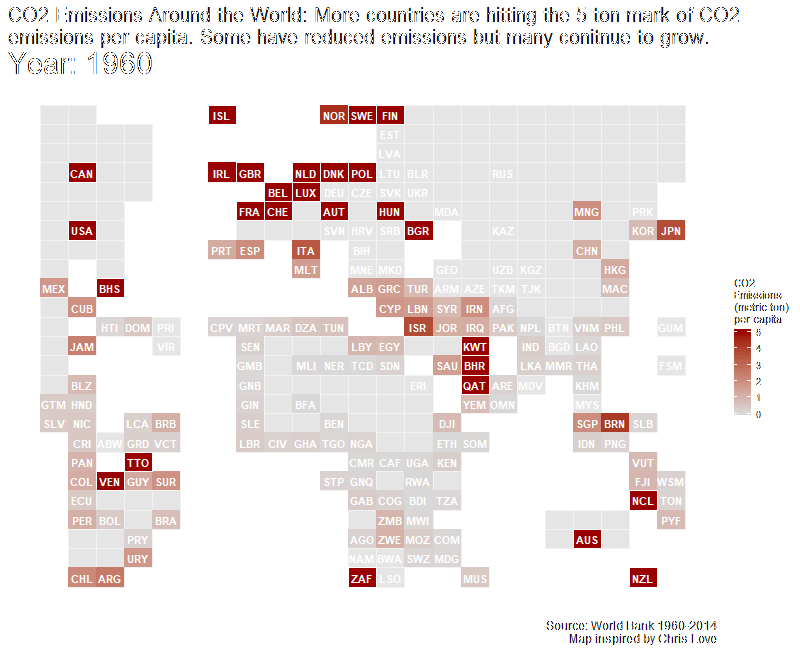 CO2 Emissions Around the World: More countries are hitting the 5 ton mark of CO2
emissions per capita. Some have reduced emissions but many conitnue to grow.
Year: 1960
ISL NOR SWE FIN
EST
LVA
CAN IRL GBR NLD DNK POL LTU BLR RUS
BEL LUX DEU CZE SVK UKR
FRA CHE AUT HUN MDA MNG PRK
USA SVN HRV SRB BGR KAZ KOR JPN
PRT ESP ITA BIH CHN
MLT MNE MKD GEO UZB KGZ HKG
MEX BHS ALB GRC TUR ARM AZE TKM TJK MAC
CUB CYP LBN SYR IRN AFG
HTI DOM PRI CPV MRT MAR DZA TUN ISR JOR IRQ PAK NPL BTN VNM PHL GUM
JAM VIR SEN LBY EGY KWT IND BGD LAO
GMB MLI NER TCD SDN SAU BHR LKA MMR THA FSM
BLZ GNB ERI QAT ARE MDV KHM
GTM HND GIN BFA YEM OMN MYS
SLV NIC LCA BRB SLE BEN DJI SGP BRN SLB
CRI ABW GRD VCT LBR CIV GHA TGO NGA ETH SOM IDN PNG
PAN TTO CMR CAF UGA KEN VUT
COL VEN GUY SUR STP GNQ RWA FJI WSM
ECU GAB COG BDI TZA NCL TON
PER BOL BRA ZMB MWI PYF
PRY AGO ZWE MOZ COM AUS
URY NAM BWA SWZ MDG
CHL ARG ZAF LSO MUS NZL
CO2
Emissions
(metric ton)
per capita
5
4
3
2
1
0
Source: World Bank 1960-2014
Map inspired by Chris Love